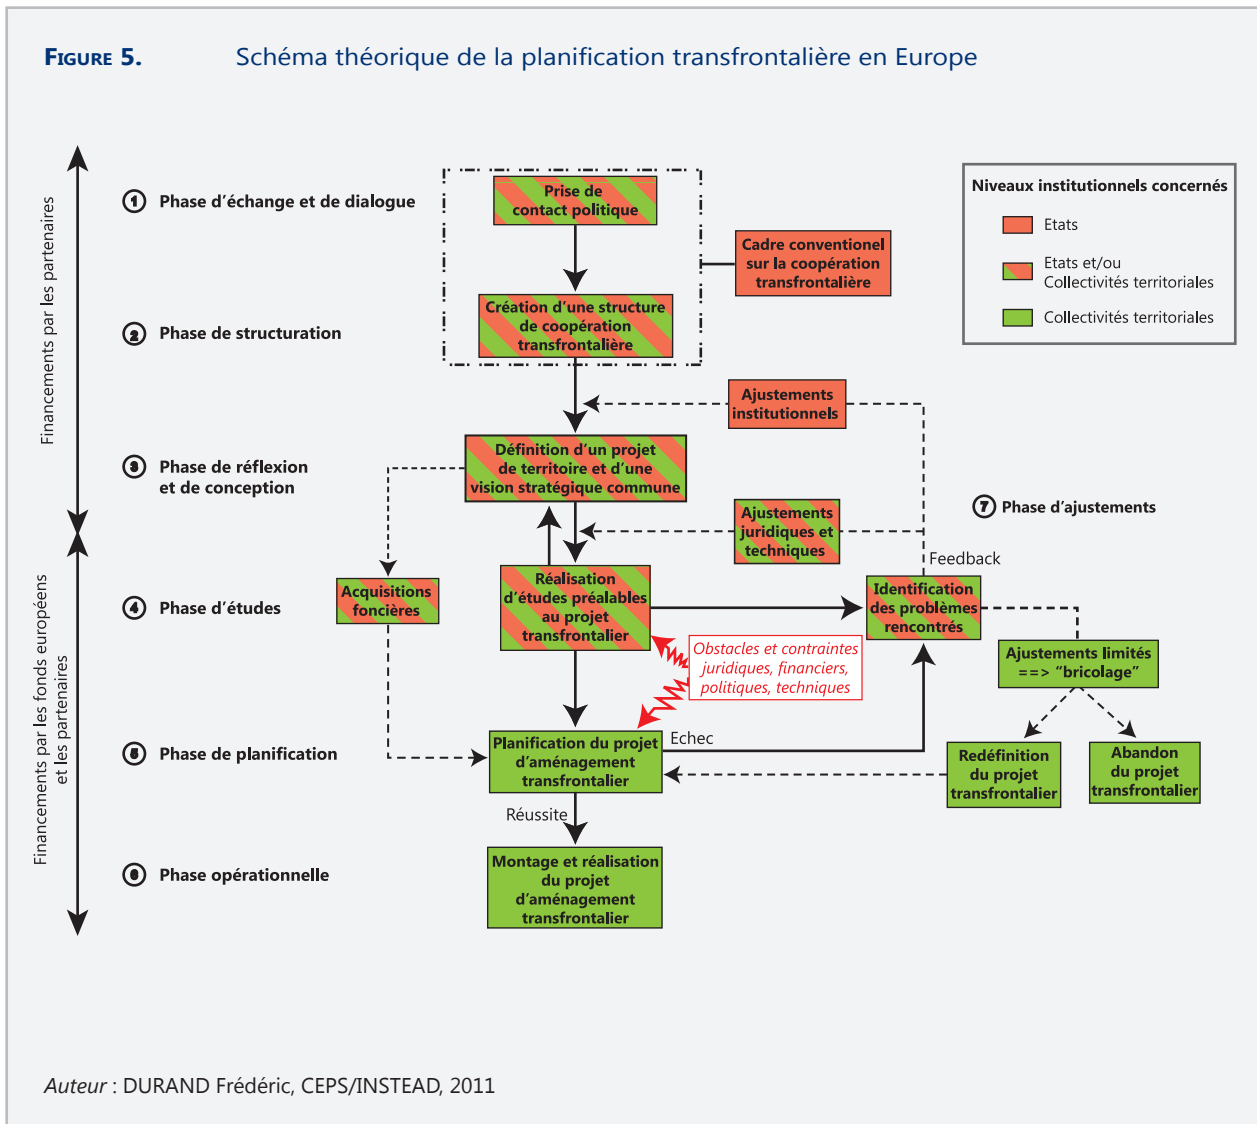 FIGURE 5. Schéma théorique de la planification transfrontalière en Europe
Financements par les partenaires
Financements par les fonds européens
et les partenaires
① Phase d'échange et de dialogue
② Phase de structuration
③ Phase de réflexion
et de conception
④ Phase d'études
⑤ Phase de planification
⑥ Phase opérationnelle
Prise de
contact politique
Création d'une structure
de coopération
transfrontalière
Cadre conventionel
sur la coopération
transfrontalière
Niveaux institutionnels concernés
Etats
Etats et/ou
Collectivités territoriales
Collectivités territoriales
Ajustements
institutionnels
Définition d'un projet
de territoire et d'une
vision stratégique commune
Ajustements
juridiques et
techniques
⑦ Phase d'ajustements
Feedback
Acquisitions
foncières
Réalisation
d'études préalables
au projet
transfrontalier
Identification
des problèmes
rencontrés
Obstacles et contraintes
juridiques, financiers,
politiques, techniques
Ajustements limités
==> "bricolage"
Planification du projet
d'aménagement
transfrontalier
Echec
Redéfinition
du projet
transfrontalier
Abandon
du projet
transfrontalier
Réussite
Montage et réalisation
du projet
d'aménagement
transfrontalier
Auteur : DURAND Frédéric, CEPS/INSTEAD, 2011